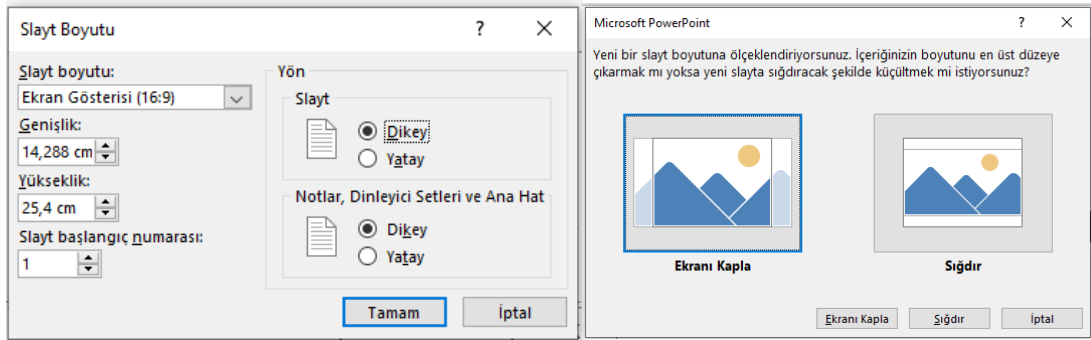 Slayt Boyutu
?
Slayt boyutu:
Ekran Gösterisi (16:9)
Genişlik:
14,288 cm
Yükseklik:
25,4 cm
Slayt başlangıç numarası:
1
Yön
Slayt
Dikey
Yatay
Notlar, Dinleyici Setleri ve Ana Hat
Dikey
Yatay
Tamam
İptal
Microsoft PowerPoint
?
Yeni bir slayt boyutuna ölçeklendiriyorsunuz. İçeriğinizin boyutunu en üst düzeye
çıkarmak mı yoksa yeni slayta sığdıracak şekilde küçültmek mi istiyorsunuz?
Ekranı Kapla
Sığdır
Ekranı Kapla
Sığdır
İptal